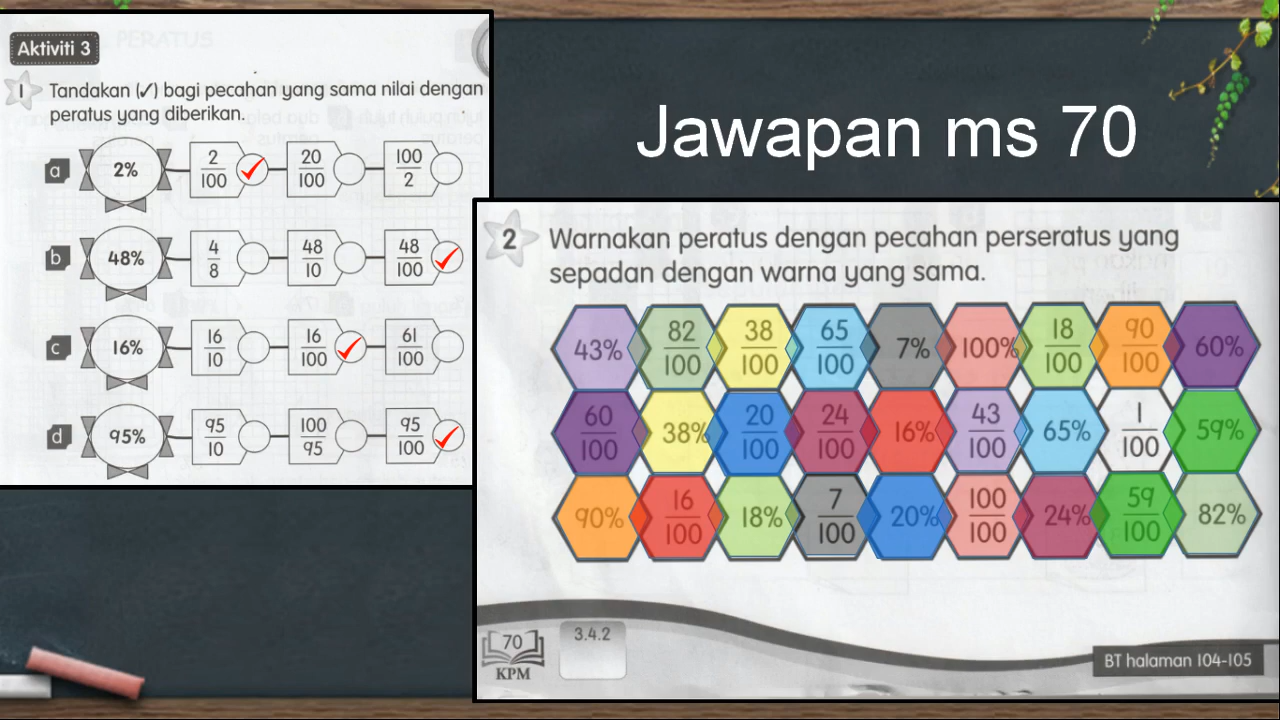 Jawapan ms 70
Aktiviti 3
1 Tandakan (✓) bagi pecahan yang sama nilai dengan
peratus yang diberikan.
a 2% 2/100 ✓ 20/100 100/2
b 48% 4/8 48/10 48/100 ✓
c 16% 16/10 16/100 ✓ 61/100
d 95% 95/10 100/95 95/100 ✓
2 Warnakan peratus dengan pecahan perseratus yang
sepadan dengan warna yang sama.
43% 82/100 38/100 65/100 7% 100% 18/100 90/100 60%
60/100 38% 20/100 24/100 16% 43/100 65% 1/100 59%
90% 16/100 18% 7/100 20% 100/100 24% 59/100 82%
70
KPM
3.4.2
BT halaman 104-105